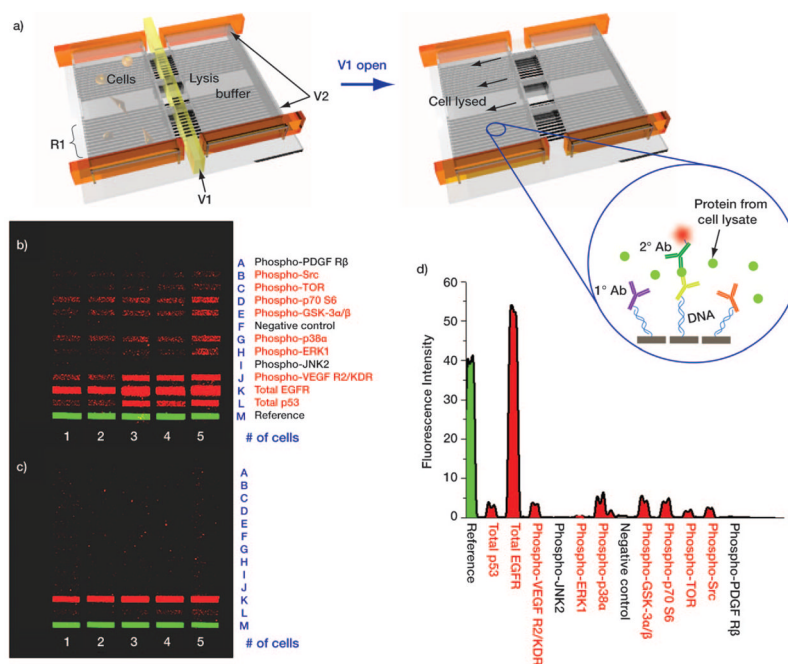 a)
Cells
Lysis
buffer
V2
R1
V1
V1 open
Cell lysed
Protein from
cell lysate
2° Ab
1° Ab
DNA
b)
A Phospho-PDGF Rβ
B Phospho-Src
C Phospho-TOR
D Phospho-p70 S6
E Phospho-GSK-3α/β
F Negative control
G Phospho-p38α
H Phospho-ERK1
I Phospho-JNK2
J Phospho-VEGF R2/KDR
K Total EGFR
L Total p53
M Reference
1 2 3 4 5 # of cells
c)
A
B
C
D
E
F
G
H
I
J
K
L
M
1 2 3 4 5 # of cells
d)
Fluorescence Intensity
60
50
40
30
20
10
0
Reference
Total p53
Total EGFR
Phospho-VEGF R2/KDR
Phospho-JNK2
Phospho-ERK1
Phospho-p38α
Negative control
Phospho-GSK-3α/β
Phospho-p70 S6
Phospho-TOR
Phospho-Src
Phospho-PDGF Rβ